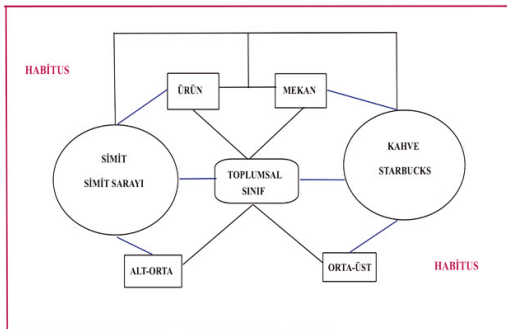 HABİTUS
ÜRÜN
MEKAN
SİMİT
SİMİT SARAYI
TOPLUMSAL
SINIF
KAHVE
STARBUCKS
ALT-ORTA
ORTA-ÜST
HABİTUS